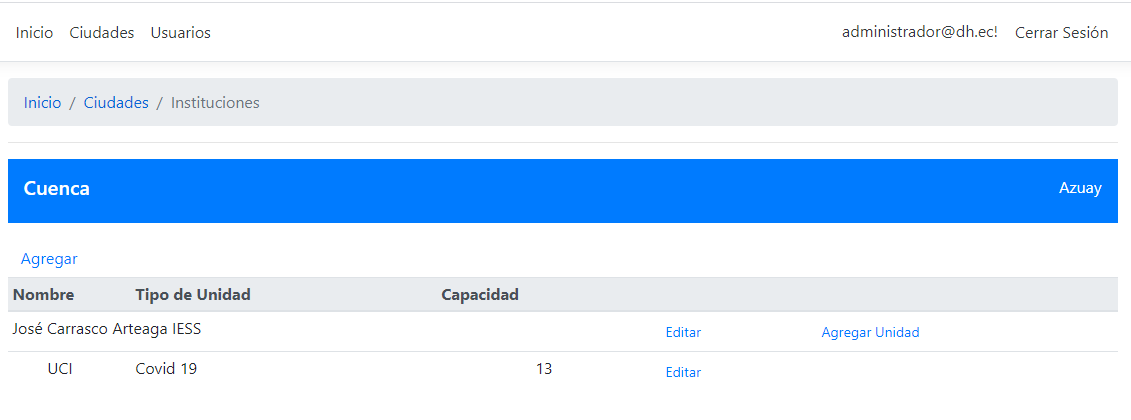 Inicio Ciudades Usuarios administrador@dh.ec! Cerrar Sesión
Inicio / Ciudades / Instituciones
Cuenca Azuay
Agregar
Nombre Tipo de Unidad Capacidad
José Carrasco Arteaga IESS Editar Agregar Unidad
UCI Covid 19 13 Editar